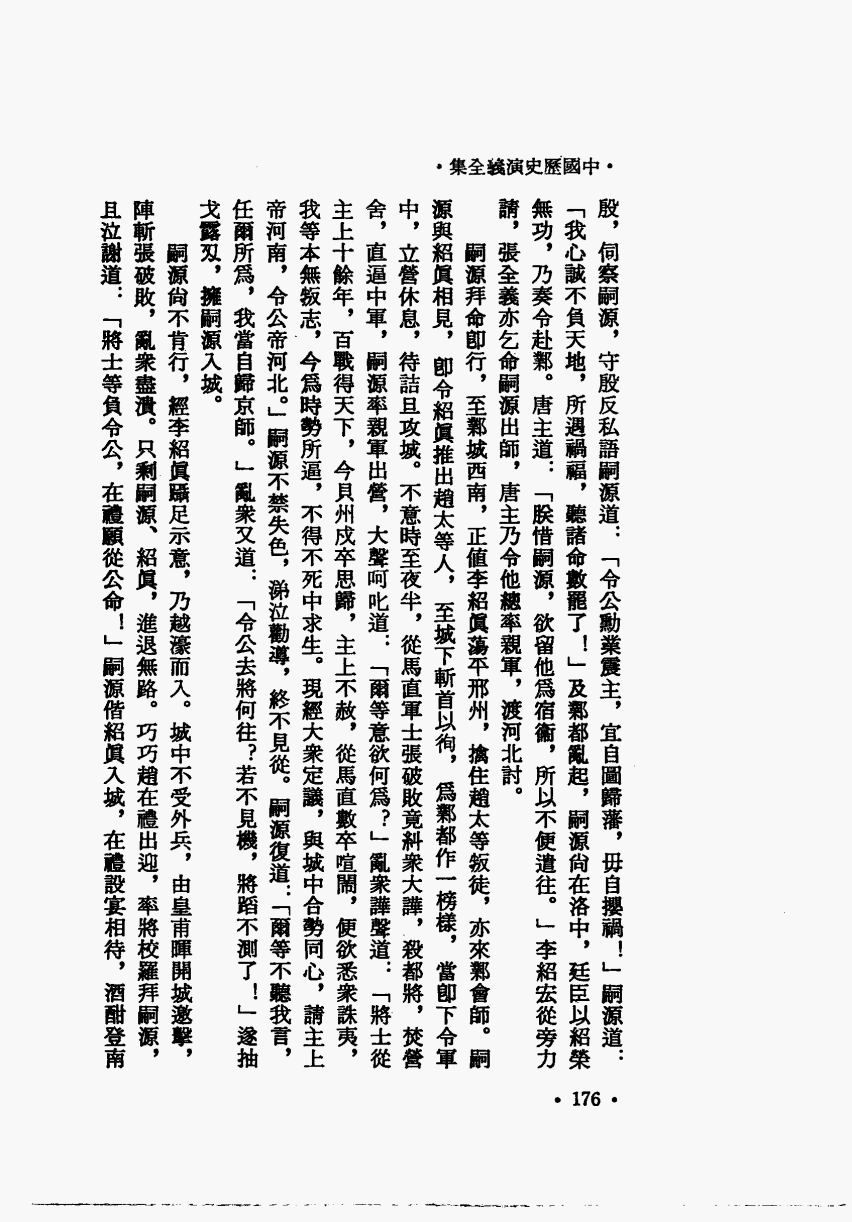 ・中國歷史演義全集・
殷，伺察嗣源，守殷反私語嗣源道：「令公勳業震主，宜自圖歸藩，毋自攖禍！」嗣源道：
「我心誠不負天地，所遇禍福，聽諸命數罷了！」及鄴都亂起，嗣源尙在洛中，廷臣以紹榮
無功，乃奏令赴鄴。唐主道：「朕惜嗣源，欲留他爲宿衞，所以不便遣往。」李紹宏從旁力
請，張全義亦乞命嗣源出師，唐主乃令他總率親軍，渡河北討。
嗣源拜命卽行，至鄴城西南，正值李紹眞蕩平邢州，擒住趙太等叛徒，亦來鄴會師。嗣
源與紹眞相見，卽令紹眞推出趙太等人，至城下斬首以徇，爲鄴都作一榜樣，當卽下令軍
中，立營休息，待詰旦攻城。不意時至夜半，從馬直軍士張破敗竟糾衆大譁，殺都將，焚營
舍，直逼中軍，嗣源率親軍出營，大聲呵叱道：「爾等意欲何爲？」亂衆譁聲道：「將士從
主上十餘年，百戰得天下，今貝州戍卒思歸，主上不赦，從馬直數卒喧鬧，便欲悉衆誅夷，
我等本無叛志，今爲時勢所逼，不得不死中求生。現經大衆定議，與城中合勢同心，請主上
帝河南，令公帝河北。」嗣源不禁失色，涕泣勸導，終不見從。嗣源復道：「爾等不聽我言，
任爾所爲，我當自歸京師。」亂衆又道：「令公去將何往？若不見機，將蹈不測了！」遂抽
戈露刄，擁嗣源入城。
嗣源尙不肯行，經李紹眞躡足示意，乃越濠而入。城中不受外兵，由皇甫暉開城邀擊，
陣斬張破敗，亂衆盡潰。只剩嗣源、紹眞，進退無路。巧巧趙在禮出迎，率將校羅拜嗣源，
且泣謝道：「將士等負令公，在禮願從公命！」嗣源偕紹眞入城，在禮設宴相待，酒酣登南
・176・